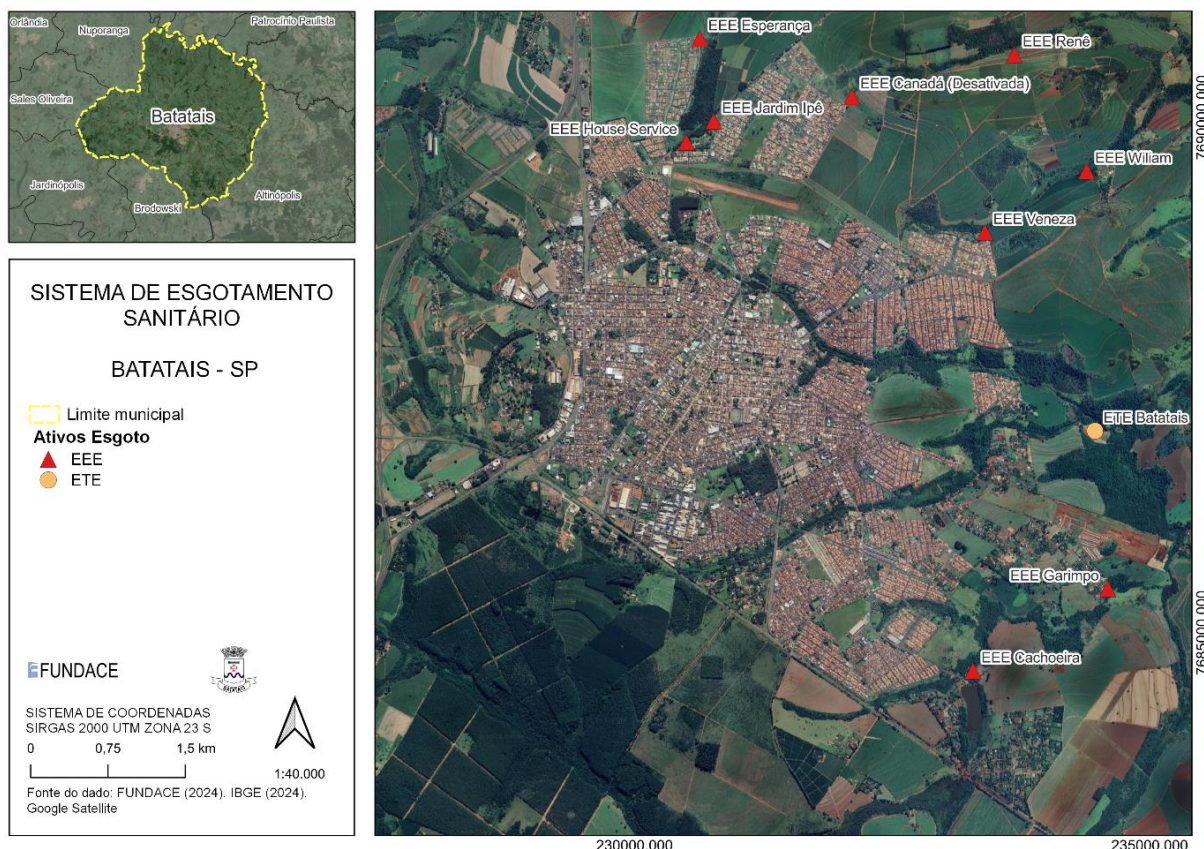 Orlândia
Nuporanga
Patrocínio Paulista
Sales Oliveira
Batatais
Jardinópolis
Brodowski
Altinópolis
SISTEMA DE ESGOTAMENTO
SANITÁRIO
BATATAIS - SP
Limite municipal
Ativos Esgoto
EEE
ETE
FUNDACE
BATATAIS
SISTEMA DE COORDENADAS
SIRGAS 2000 UTM ZONA 23 S
0 0,75 1,5 km
1:40.000
Fonte do dado: FUNDACE (2024). IBGE (2024).
Google Satellite
EEE Esperança
EEE Renê
EEE Canadá (Desativada)
EEE Jardim Ipê
EEE House Service
EEE Wiliam
EEE Veneza
ETE Batatais
EEE Garimpo
EEE Cachoeira
7690000.000
7685000.000
230000.000
235000.000